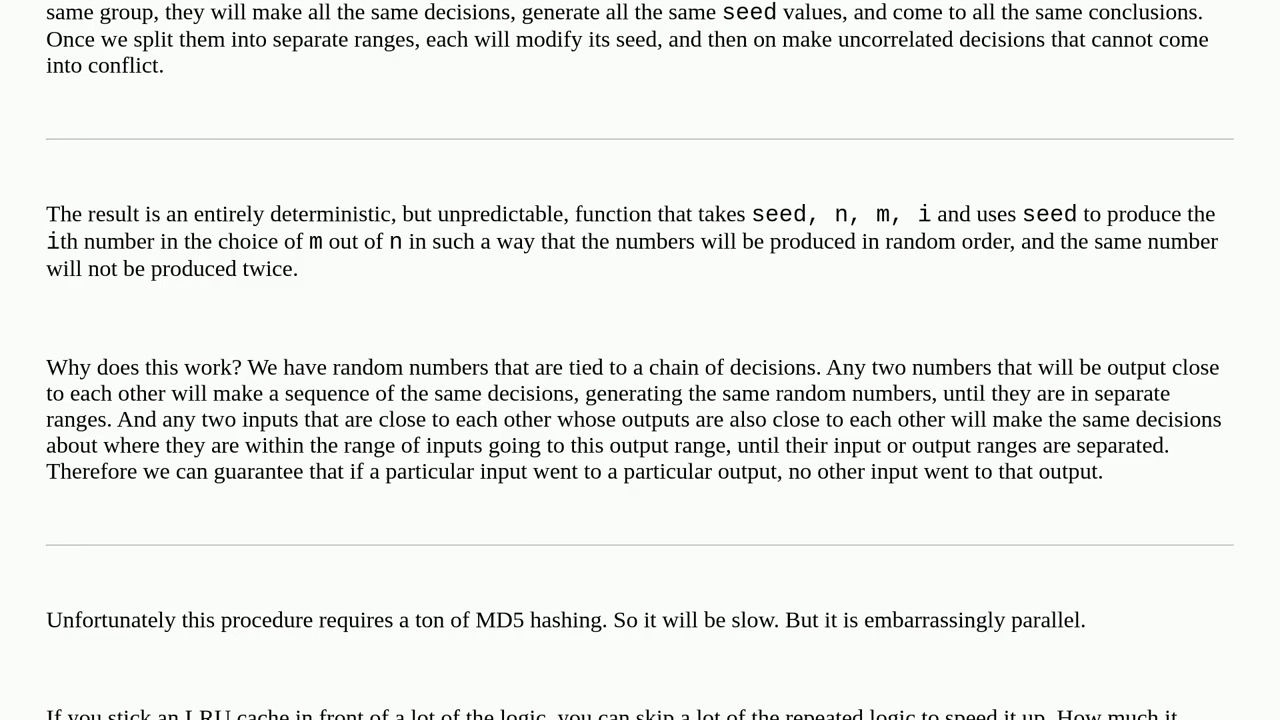 same group, they will make all the same decisions, generate all the same seed values, and come to all the same conclusions.
Once we split them into separate ranges, each will modify its seed, and then on make uncorrelated decisions that cannot come
into conflict.
The result is an entirely deterministic, but unpredictable, function that takes seed, n, m, i and uses seed to produce the
ith number in the choice of m out of n in such a way that the numbers will be produced in random order, and the same number
will not be produced twice.
Why does this work? We have random numbers that are tied to a chain of decisions. Any two numbers that will be output close
to each other will make a sequence of the same decisions, generating the same random numbers, until they are in separate
ranges. And any two inputs that are close to each other whose outputs are also close to each other will make the same decisions
about where they are within the range of inputs going to this output range, until their input or output ranges are separated.
Therefore we can guarantee that if a particular input went to a particular output, no other input went to that output.
Unfortunately this procedure requires a ton of MD5 hashing. So it will be slow. But it is embarrassingly parallel.
If you stick an LRU cache in front of a lot of the logic, you can skip a lot of the repeated logic to speed it up. How much it